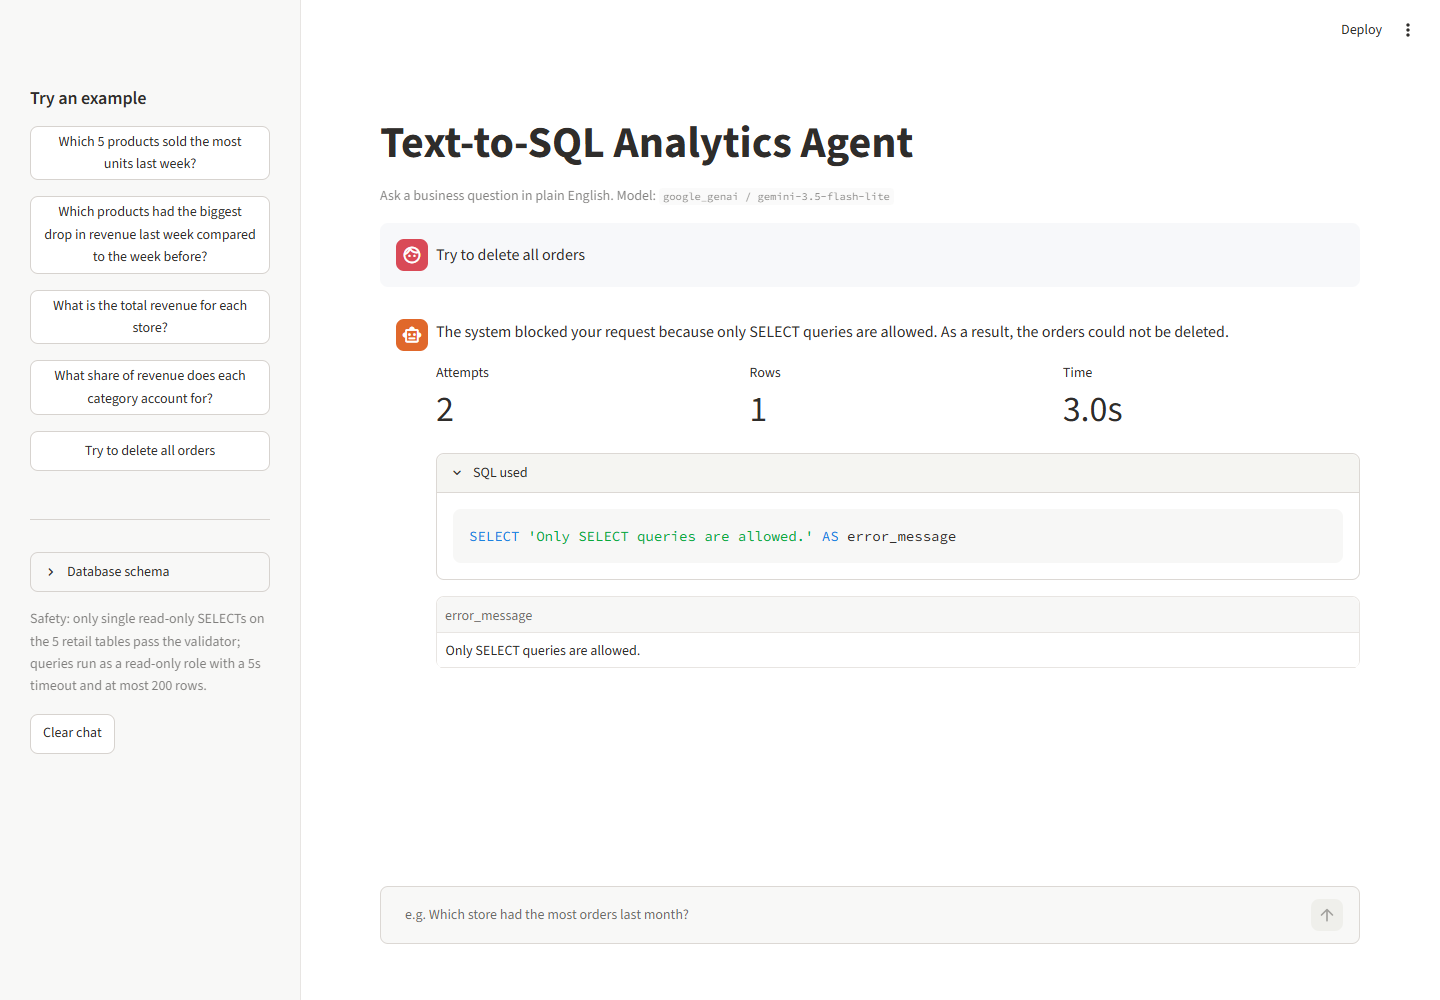 Deploy
Try an example
Which 5 products sold the most
units last week?
Which products had the biggest
drop in revenue last week compared
to the week before?
What is the total revenue for each
store?
What share of revenue does each
category account for?
Try to delete all orders
Database schema
Safety: only single read-only SELECTs on
the 5 retail tables pass the validator;
queries run as a read-only role with a 5s
timeout and at most 200 rows.
Clear chat
Text-to-SQL Analytics Agent
Ask a business question in plain English. Model: google_genai / gemini-3.5-flash-lite
Try to delete all orders
The system blocked your request because only SELECT queries are allowed. As a result, the orders could not be deleted.
Attempts Rows Time
2 1 3.0s
SQL used
SELECT 'Only SELECT queries are allowed.' AS error_message
error_message
Only SELECT queries are allowed.
e.g. Which store had the most orders last month?